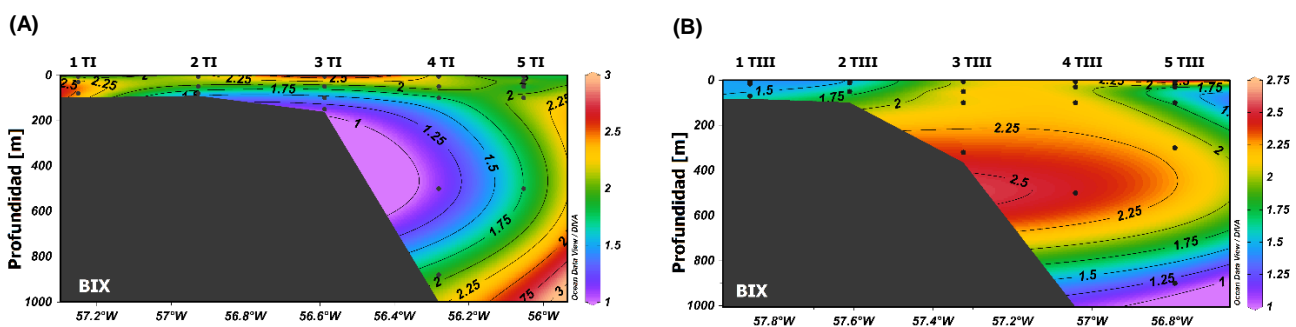 (A)
1 TI 2 TI 3 TI 4 TI 5 TI
Profundidad [m]
0
200
400
600
800
1000
57.2°W 57°W 56.8°W 56.6°W 56.4°W 56.2°W 56°W
BIX
2.5 2.25 2 2.25 2.5 2.25 2 2
2 1.75 1.25 2.25
1 1.5
1.75
2
2.25 2
.75 3
Ocean Data View / DIVA
3
2.5
2
1.5
1
(B)
1 TIII 2 TIII 3 TIII 4 TIII 5 TIII
Profundidad [m]
0
200
400
600
800
1000
57.8°W 57.6°W 57.4°W 57.2°W 57°W 56.8°W
BIX
1.5 1.75 2 2 1.75
2.25 2
2.5
2.25
1.75
1.5 1.25 1
Ocean Data View / DIVA
2.75
2.5
2.25
2
1.75
1.5
1.25
1